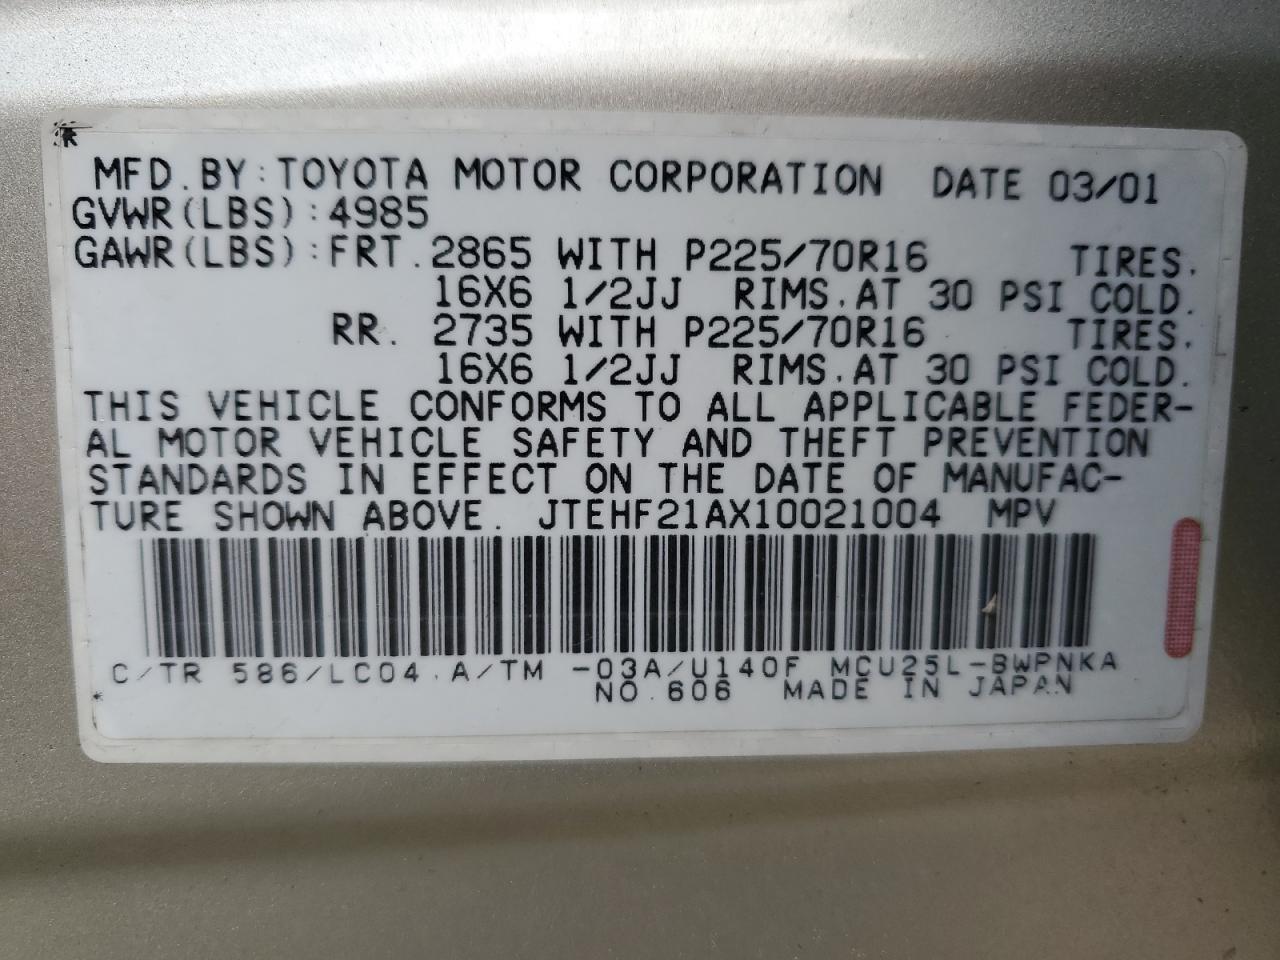 MFD.BY:TOYOTA MOTOR CORPORATION DATE 03/01
GVWR(LBS):4985
GAWR(LBS):FRT.2865 WITH P225/70R16 TIRES.
16X6 1/2JJ RIMS.AT 30 PSI COLD.
RR. 2735 WITH P225/70R16 TIRES.
16X6 1/2JJ RIMS.AT 30 PSI COLD.
THIS VEHICLE CONFORMS TO ALL APPLICABLE FEDER-
AL MOTOR VEHICLE SAFETY AND THEFT PREVENTION
STANDARDS IN EFFECT ON THE DATE OF MANUFAC-
TURE SHOWN ABOVE. JTEHF21AX10021004 MPV
C/TR 586/LC04.A/TM -03A/U140F MCU25L-BWPNKA
NO.606 MADE IN JAPAN